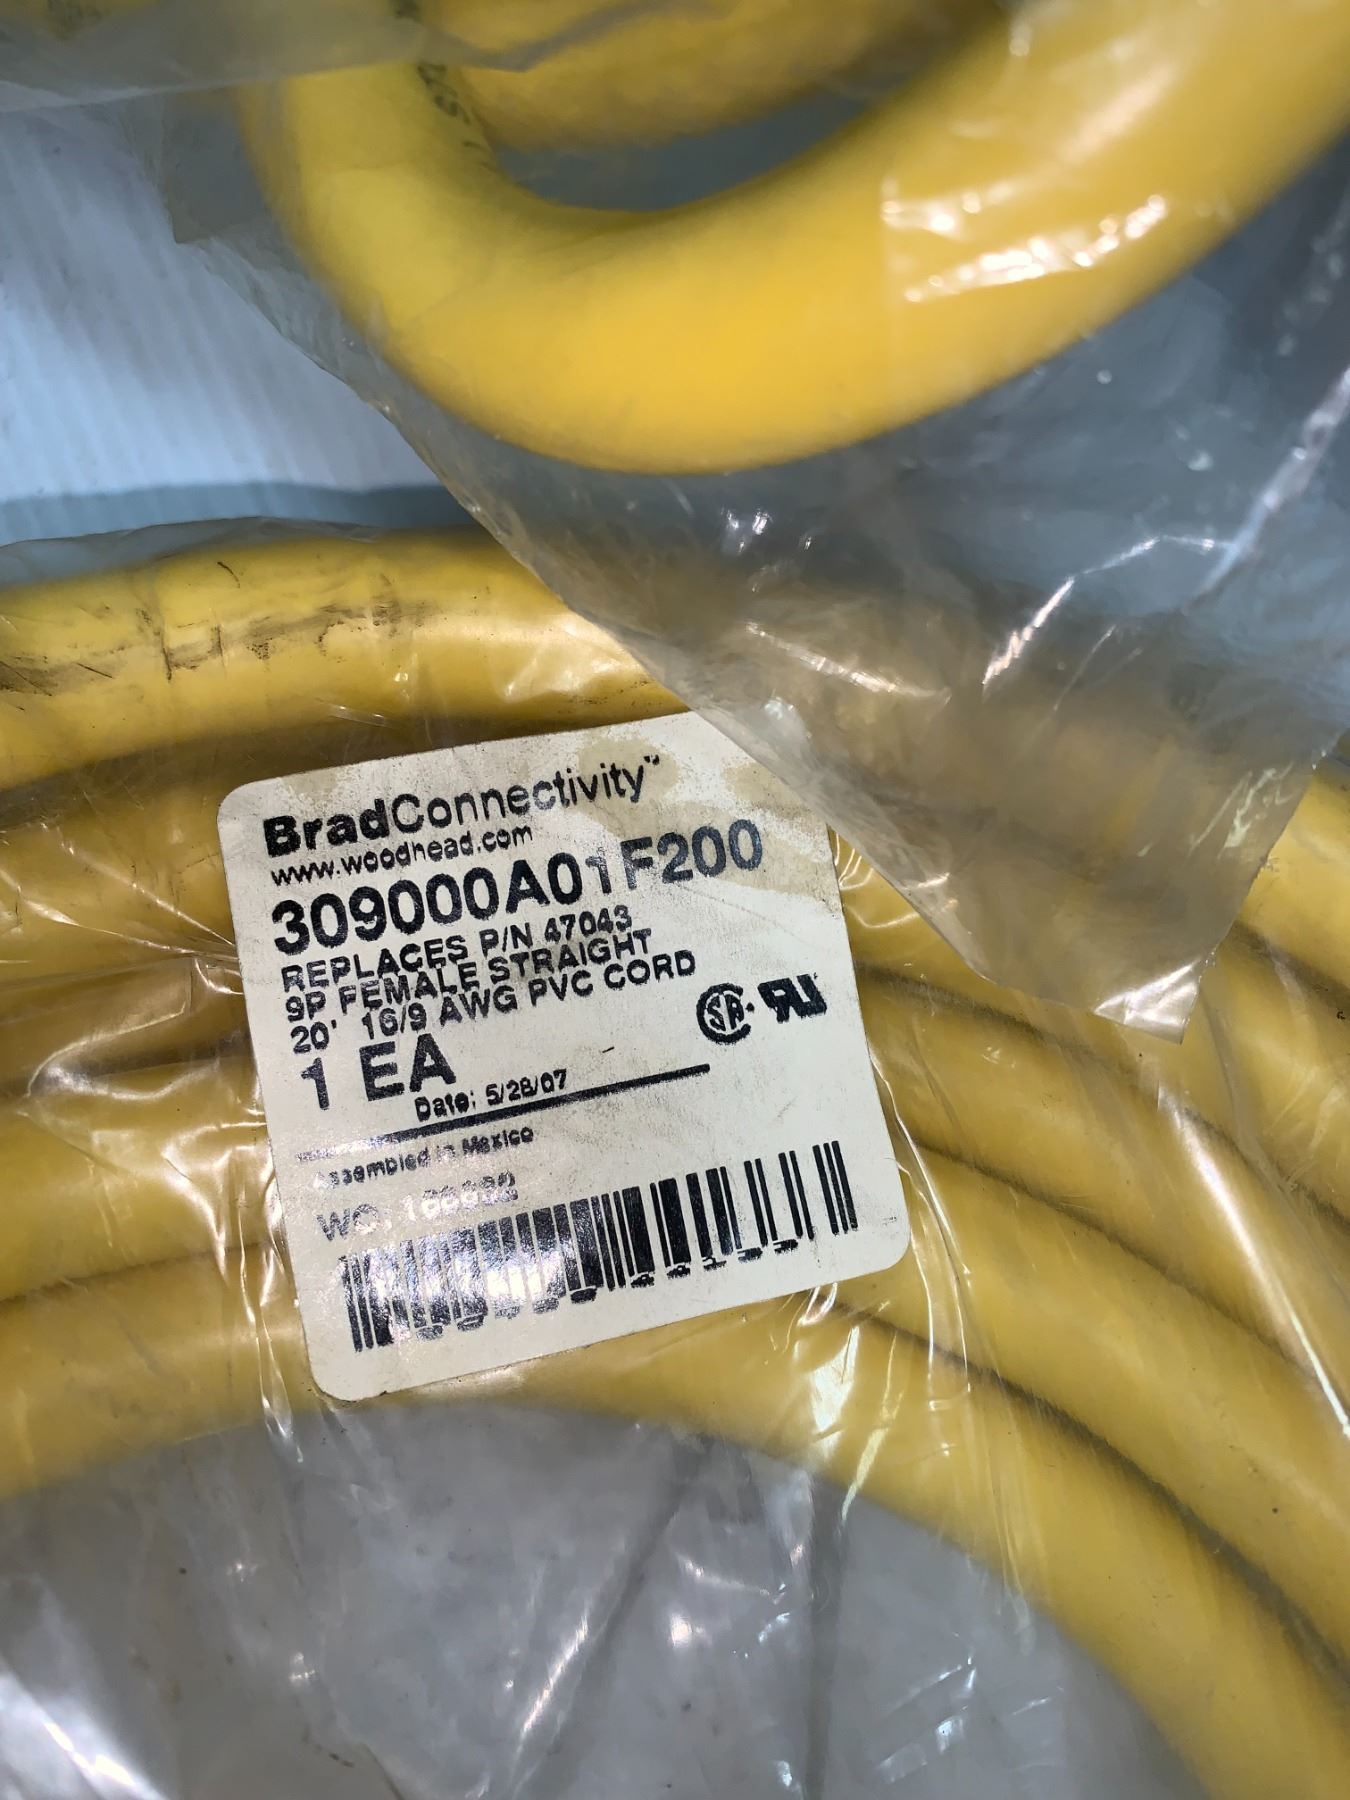 BradConnectivity™
www.woodhead.com
309000A01F200
REPLACES P/N 47043
9P FEMALE STRAIGHT
20' 16/9 AWG PVC CORD
1 EA
Date: 5/28/07
Assembled in Mexico
WO: